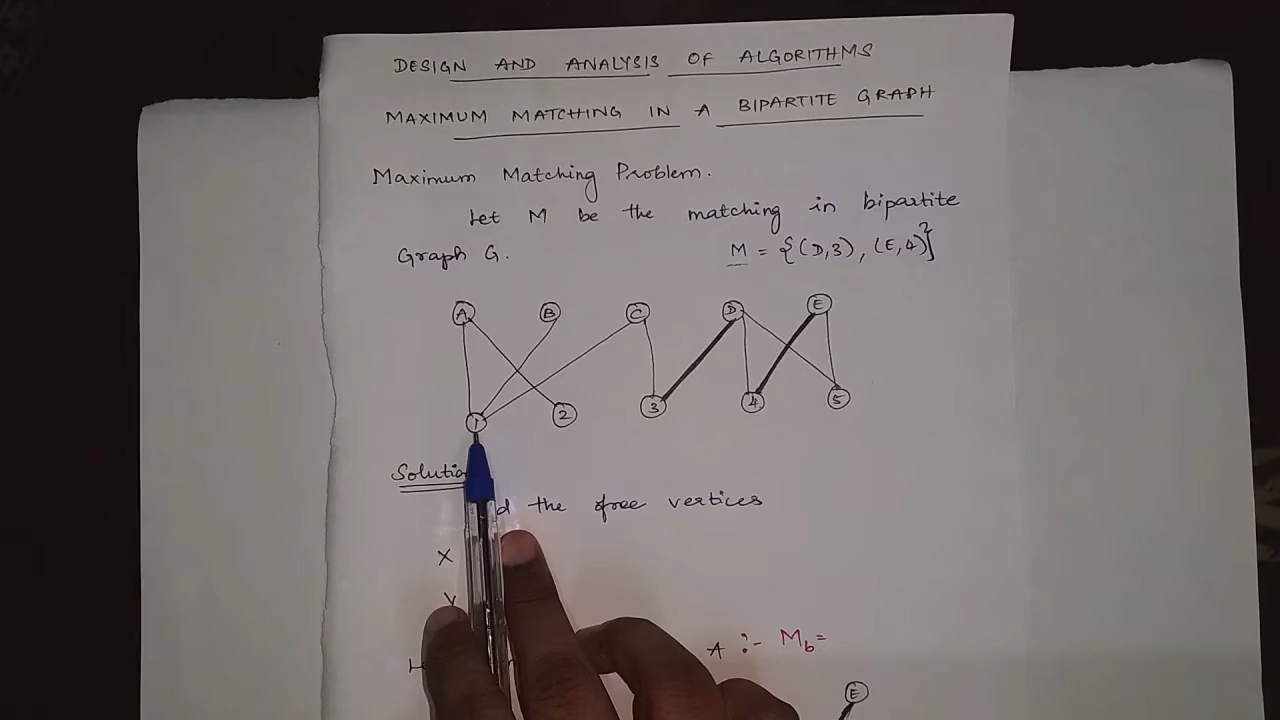 DESIGN AND ANALYSIS OF ALGORITHMS
MAXIMUM MATCHING IN A BIPARTITE GRAPH
Maximum Matching Problem.
Let M be the matching in bipartite
Graph G. M = {(D,3), (E,4)}
A B C D E
1 2 3 4 5
the free vertices
X
Y
A :- Mb=
E